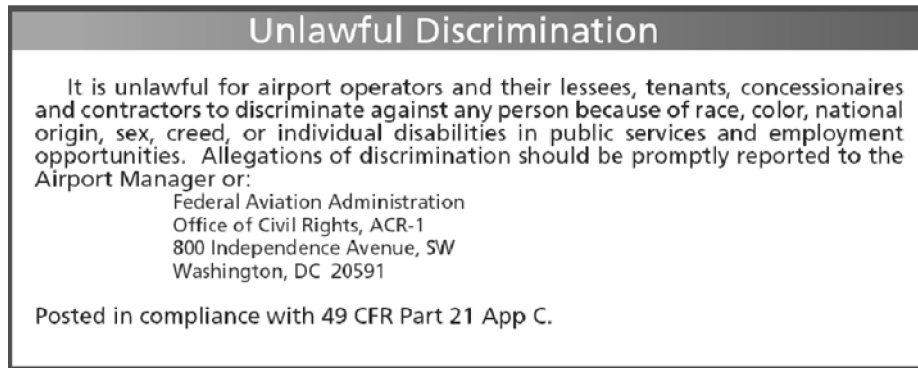 Unlawful Discrimination
It is unlawful for airport operators and their lessees, tenants, concessionaires
and contractors to discriminate against any person because of race, color, national
origin, sex, creed, or individual disabilities in public services and employment
opportunities. Allegations of discrimination should be promptly reported to the
Airport Manager or:
Federal Aviation Administration
Office of Civil Rights, ACR-1
800 Independence Avenue, SW
Washington, DC 20591
Posted in compliance with 49 CFR Part 21 App C.